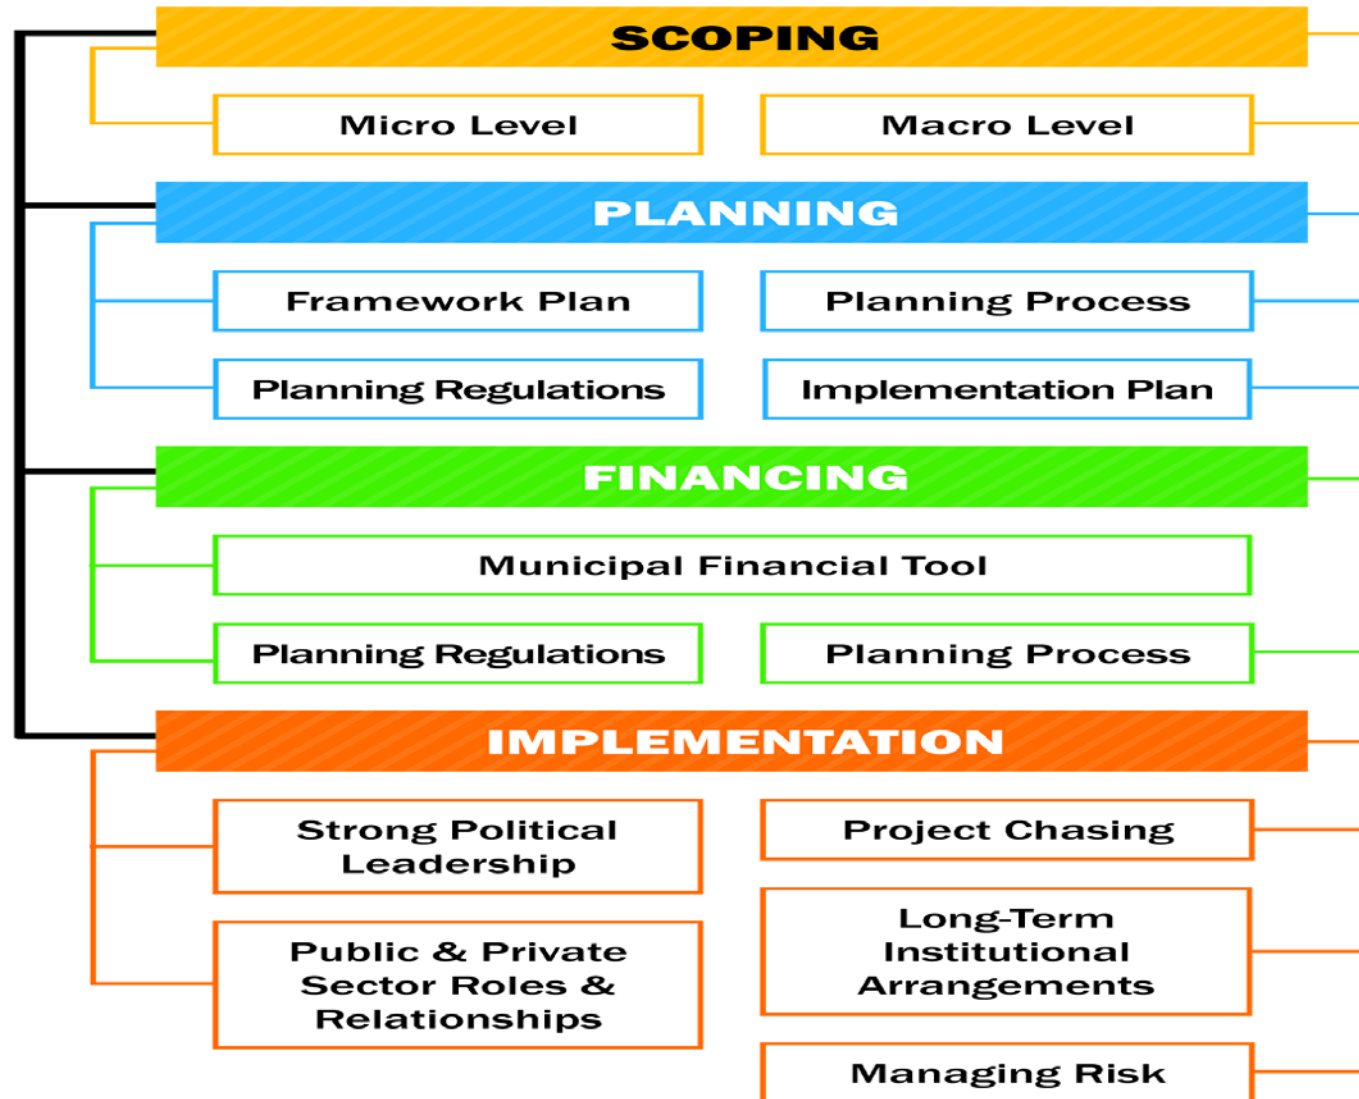 SCOPING
Micro Level
Macro Level
PLANNING
Framework Plan
Planning Process
Planning Regulations
Implementation Plan
FINANCING
Municipal Financial Tool
Planning Regulations
Planning Process
IMPLEMENTATION
Strong Political
Leadership
Project Chasing
Public & Private
Sector Roles &
Relationships
Long-Term
Institutional
Arrangements
Managing Risk